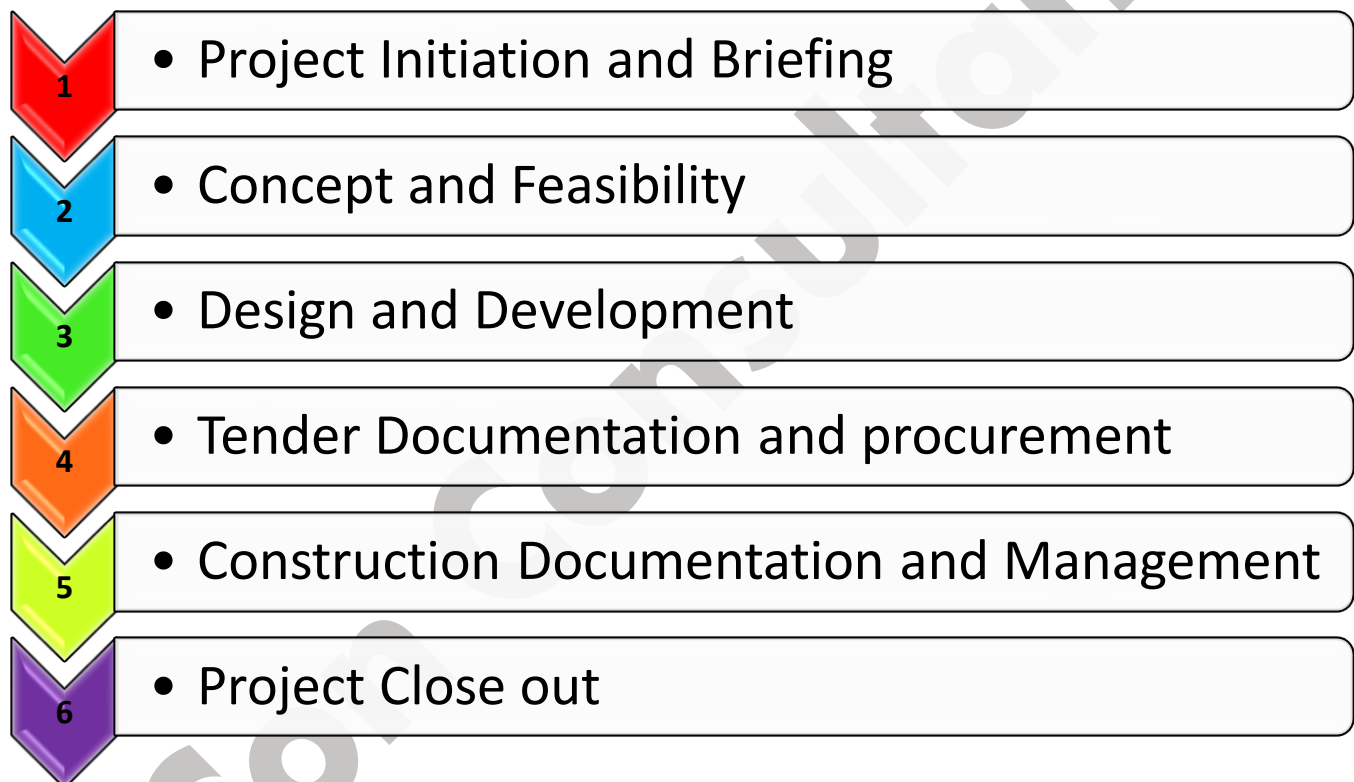 1
• Project Initiation and Briefing
2
• Concept and Feasibility
3
• Design and Development
4
• Tender Documentation and procurement
5
• Construction Documentation and Management
6
• Project Close out